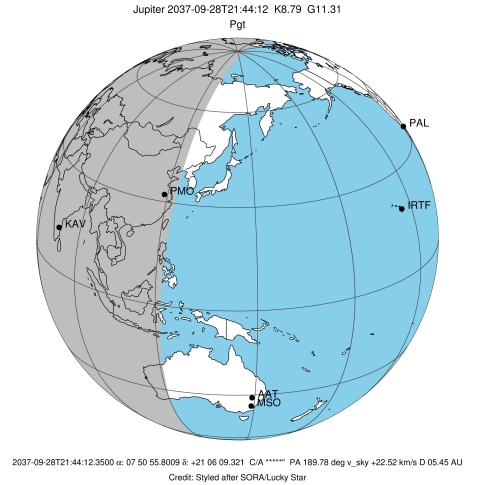 Jupiter 2037-09-28T21:44:12 K8.79 G11.31
Pgt
PAL
PMO
IRTF
KAV
AAT
MSO
2037-09-28T21:44:12.3500 α: 07 50 55.8009 δ: +21 06 09.321 C/A *****" PA 189.78 deg v_sky +22.52 km/s D 05.45 AU
Credit: Styled after SORA/Lucky Star